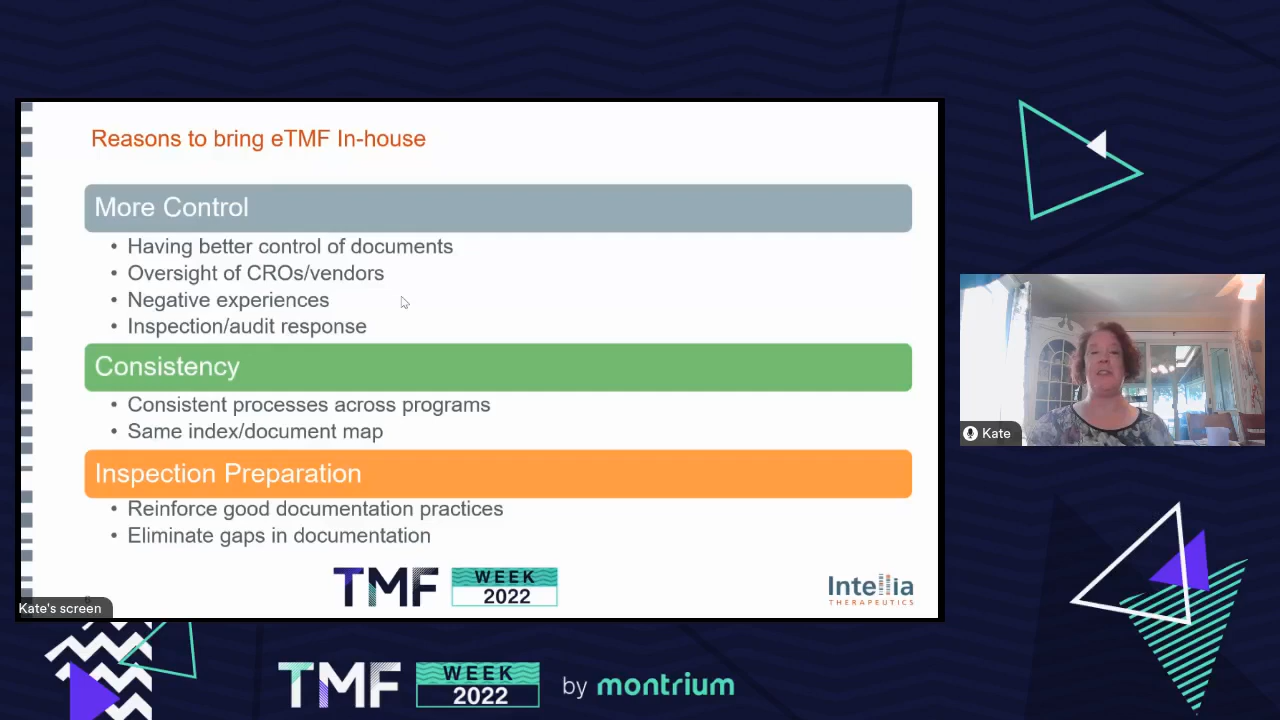 Reasons to bring eTMF In-house
More Control
• Having better control of documents
• Oversight of CROs/vendors
• Negative experiences
• Inspection/audit response
Consistency
• Consistent processes across programs
• Same index/document map
Inspection Preparation
• Reinforce good documentation practices
• Eliminate gaps in documentation
TMF WEEK 2022
Intellia
THERAPEUTICS
Kate's screen
Kate
TMF WEEK 2022 by montrium